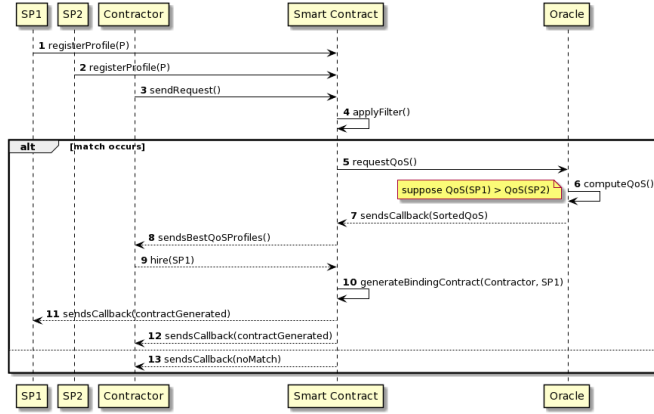 SP1 SP2 Contractor Smart Contract Oracle
1 registerProfile(P)
2 registerProfile(P)
3 sendRequest()
4 applyFilter()
alt [match occurs]
5 requestQoS()
suppose QoS(SP1) > QoS(SP2)
6 computeQoS()
7 sendsCallback(SortedQoS)
8 sendsBestQoSProfiles()
9 hire(SP1)
10 generateBindingContract(Contractor, SP1)
11 sendsCallback(contractGenerated)
12 sendsCallback(contractGenerated)
13 sendsCallback(noMatch)
SP1 SP2 Contractor Smart Contract Oracle